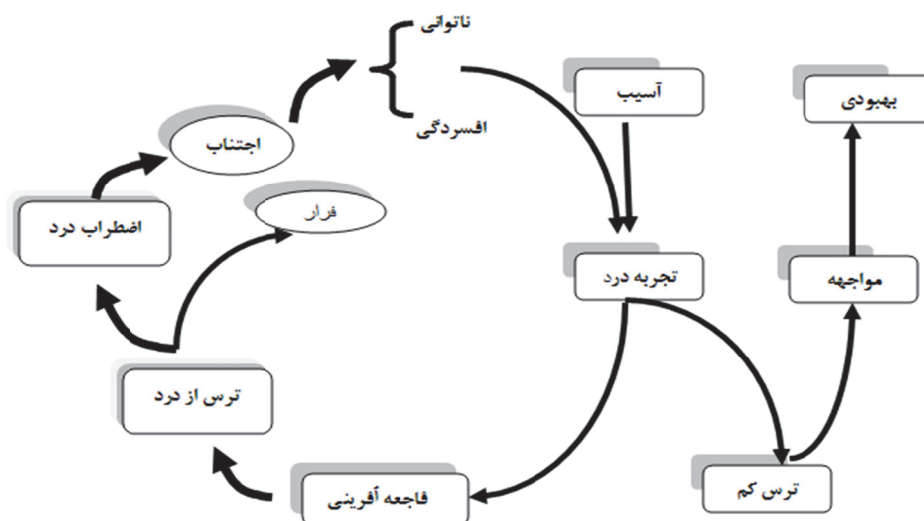 ناتوانی
آسیب
بهبودی
افسردگی
اجتناب
فرار
اضطراب درد
تجربه درد
مواجهه
ترس از درد
ترس کم
فاجعه آفرینی